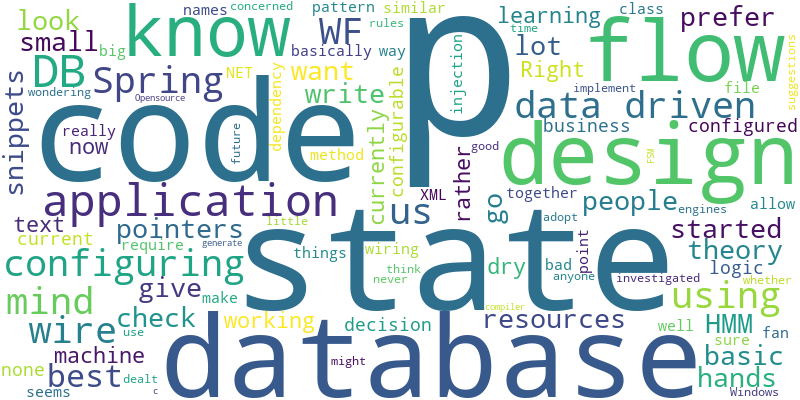 names
concerned
pattern
similar
class
look
know
WF
rules
learning
prefer
small
big
basically
way
time
p
flow
DB
Spring
NET
want
lot
Right
file
suggestions
wondering
Opensource
dependency
write
configurable
injection
implement
data driven
snippets
code
really
now
future
method
currently
business
configured
good
FSM
design
rather
XML
application
us
go
together
people
engines
allow
text
pointers
little
adopt
started
current
require
generate
things
wiring
state
point
theory
configuring
think
never
dry
bad
anyone
logic
investigated
whether
mind
give
make
using
compiler
wire
check
working
decision
resources
well
HMM
use
database
sure
fan
machine
might
basic
none
best
dealt
hands
seems
c
Windows